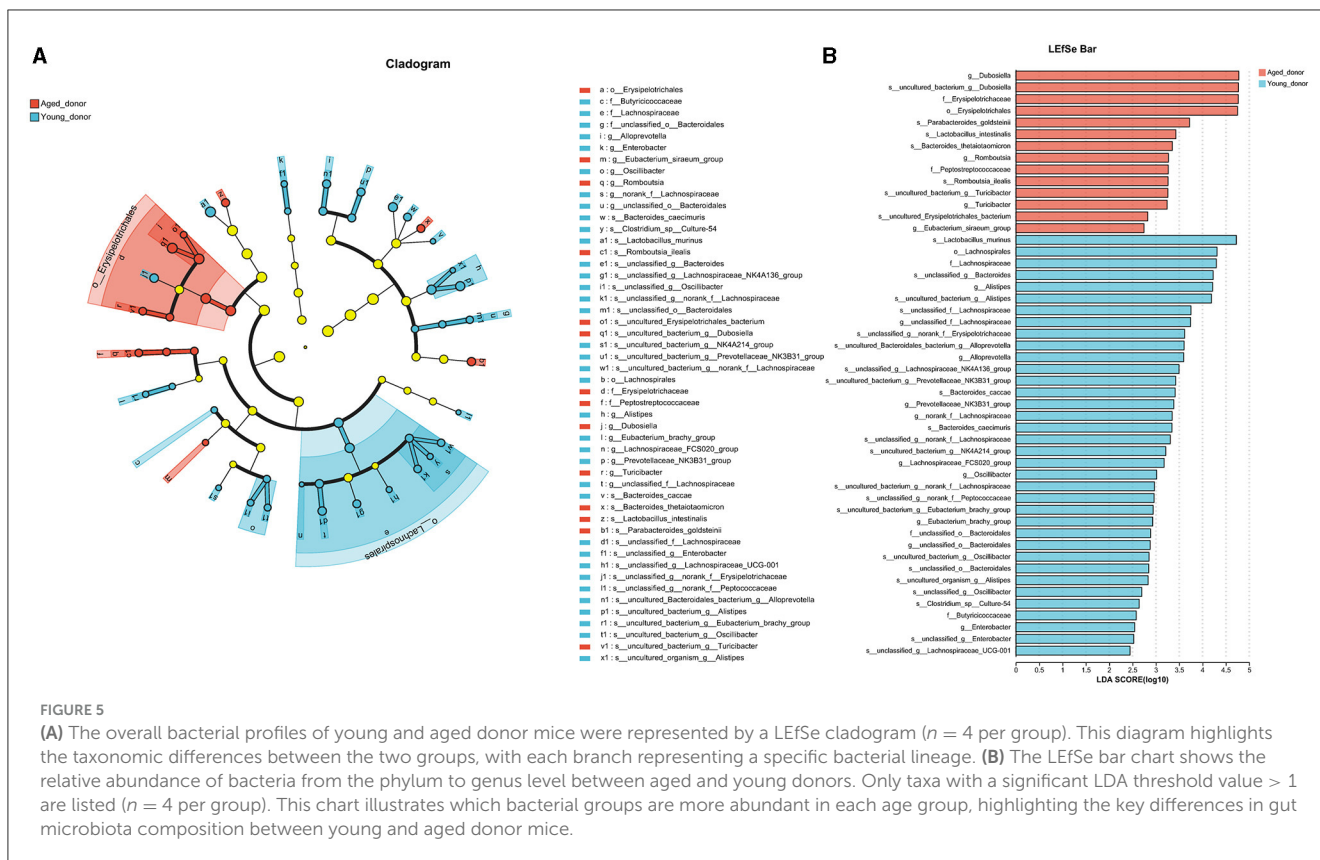 A
Cladogram
Aged_donor
Young_donor
o__Erysipelotrichales
o__Lachnospirales
a : o__Erysipelotrichales
c : f__Butyricicoccaceae
e : f__Lachnospiraceae
g : f__unclassified_o__Bacteroidales
i : g__Alloprevotella
k : g__Enterobacter
m : g__Eubacterium_siraeum_group
o : g__Oscillibacter
q : g__Romboutsia
s : g__norank_f__Lachnospiraceae
u : g__unclassified_o__Bacteroidales
w : s__Bacteroides_caecimuris
y : s__Clostridium_sp__Culture-54
a1 : s__Lactobacillus_murinus
c1 : s__Romboutsia_ilealis
e1 : s__unclassified_g__Bacteroides
g1 : s__unclassified_g__Lachnospiraceae_NK4A136_group
i1 : s__unclassified_g__Oscillibacter
k1 : s__unclassified_g__norank_f__Lachnospiraceae
m1 : s__unclassified_o__Bacteroidales
o1 : s__uncultured_Erysipelotrichales_bacterium
q1 : s__uncultured_bacterium_g__Dubosiella
s1 : s__uncultured_bacterium_g__NK4A214_group
u1 : s__uncultured_bacterium_g__Prevotellaceae_NK3B31_group
w1 : s__uncultured_bacterium_g__norank_f__Lachnospiraceae
b : o__Lachnospirales
d : f__Erysipelotrichaceae
f : f__Peptostreptococcaceae
h : g__Alistipes
j : g__Dubosiella
l : g__Eubacterium_brachy_group
n : g__Lachnospiraceae_FCS020_group
p : g__Prevotellaceae_NK3B31_group
r : g__Turicibacter
t : g__unclassified_f__Lachnospiraceae
v : s__Bacteroides_caccae
x : s__Bacteroides_thetaiotaomicron
z : s__Lactobacillus_intestinalis
b1 : s__Parabacteroides_goldsteinii
d1 : s__unclassified_f__Lachnospiraceae
f1 : s__unclassified_g__Enterobacter
h1 : s__unclassified_g__Lachnospiraceae_UCG-001
j1 : s__unclassified_g__norank_f__Erysipelotrichaceae
l1 : s__unclassified_g__norank_f__Peptococcaceae
n1 : s__uncultured_Bacteroidales_bacterium_g__Alloprevotella
p1 : s__uncultured_bacterium_g__Alistipes
r1 : s__uncultured_bacterium_g__Eubacterium_brachy_group
t1 : s__uncultured_bacterium_g__Oscillibacter
v1 : s__uncultured_bacterium_g__Turicibacter
x1 : s__uncultured_organism_g__Alistipes
B
LEfSe Bar
Aged_donor
Young_donor
g__Dubosiella
s__uncultured_bacterium_g__Dubosiella
f__Erysipelotrichaceae
o__Erysipelotrichales
s__Parabacteroides_goldsteinii
s__Lactobacillus_intestinalis
s__Bacteroides_thetaiotaomicron
g__Romboutsia
f__Peptostreptococcaceae
s__Romboutsia_ilealis
s__uncultured_bacterium_g__Turicibacter
g__Turicibacter
s__uncultured_Erysipelotrichales_bacterium
g__Eubacterium_siraeum_group
s__Lactobacillus_murinus
o__Lachnospirales
f__Lachnospiraceae
s__unclassified_g__Bacteroides
g__Alistipes
s__uncultured_bacterium_g__Alistipes
s__unclassified_f__Lachnospiraceae
g__unclassified_f__Lachnospiraceae
s__unclassified_g__norank_f__Erysipelotrichaceae
s__uncultured_Bacteroidales_bacterium_g__Alloprevotella
g__Alloprevotella
s__unclassified_g__Lachnospiraceae_NK4A136_group
s__uncultured_bacterium_g__Prevotellaceae_NK3B31_group
s__Bacteroides_caccae
g__Prevotellaceae_NK3B31_group
g__norank_f__Lachnospiraceae
s__Bacteroides_caecimuris
s__unclassified_g__norank_f__Lachnospiraceae
s__uncultured_bacterium_g__NK4A214_group
g__Lachnospiraceae_FCS020_group
g__Oscillibacter
s__uncultured_bacterium_g__norank_f__Lachnospiraceae
s__unclassified_g__norank_f__Peptococcaceae
s__uncultured_bacterium_g__Eubacterium_brachy_group
g__Eubacterium_brachy_group
f__unclassified_o__Bacteroidales
g__unclassified_o__Bacteroidales
s__uncultured_bacterium_g__Oscillibacter
s__unclassified_o__Bacteroidales
s__uncultured_organism_g__Alistipes
s__unclassified_g__Oscillibacter
s__Clostridium_sp__Culture-54
f__Butyricicoccaceae
g__Enterobacter
s__unclassified_g__Enterobacter
s__unclassified_g__Lachnospiraceae_UCG-001
0 0.5 1 1.5 2 2.5 3 3.5 4 4.5 5
LDA SCORE(log10)
FIGURE 5
(A) The overall bacterial profiles of young and aged donor mice were represented by a LEfSe cladogram (n = 4 per group). This diagram highlights
the taxonomic differences between the two groups, with each branch representing a specific bacterial lineage. (B) The LEfSe bar chart shows the
relative abundance of bacteria from the phylum to genus level between aged and young donors. Only taxa with a significant LDA threshold value > 1
are listed (n = 4 per group). This chart illustrates which bacterial groups are more abundant in each age group, highlighting the key differences in gut
microbiota composition between young and aged donor mice.